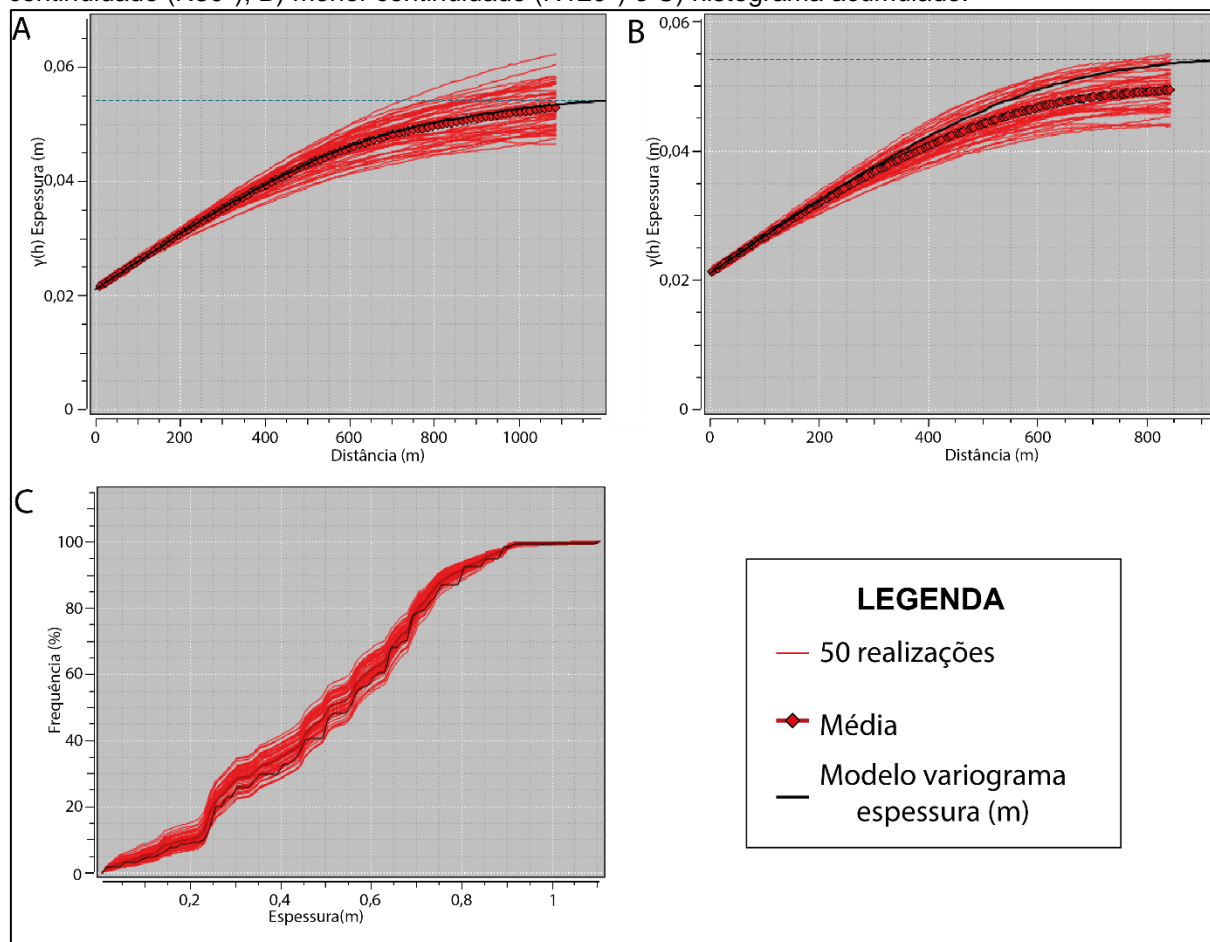 A
0,06
0,04
0,02
0
γ(h) Espessura (m)
0 200 400 600 800 1000
Distância (m)
B
0,06
0,04
0,02
0
γ(h) Espessura (m)
0 200 400 600 800
Distância (m)
C
100
80
60
40
20
0
Frequência (%)
0,2 0,4 0,6 0,8 1
Espessura(m)
LEGENDA
50 realizações
Média
Modelo variograma
espessura (m)